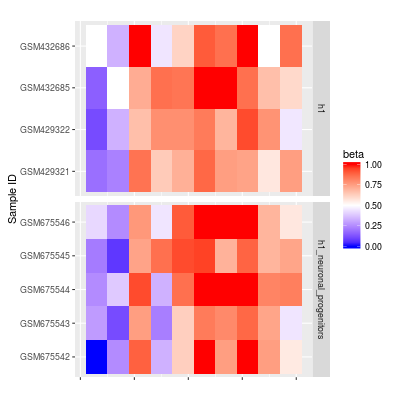 GSM432686
GSM432685
GSM429322
GSM429321
h1
GSM675546
GSM675545
GSM675544
GSM675543
GSM675542
h1_neuronal_progenitors
Sample ID
beta
1.00
0.75
0.50
0.25
0.00